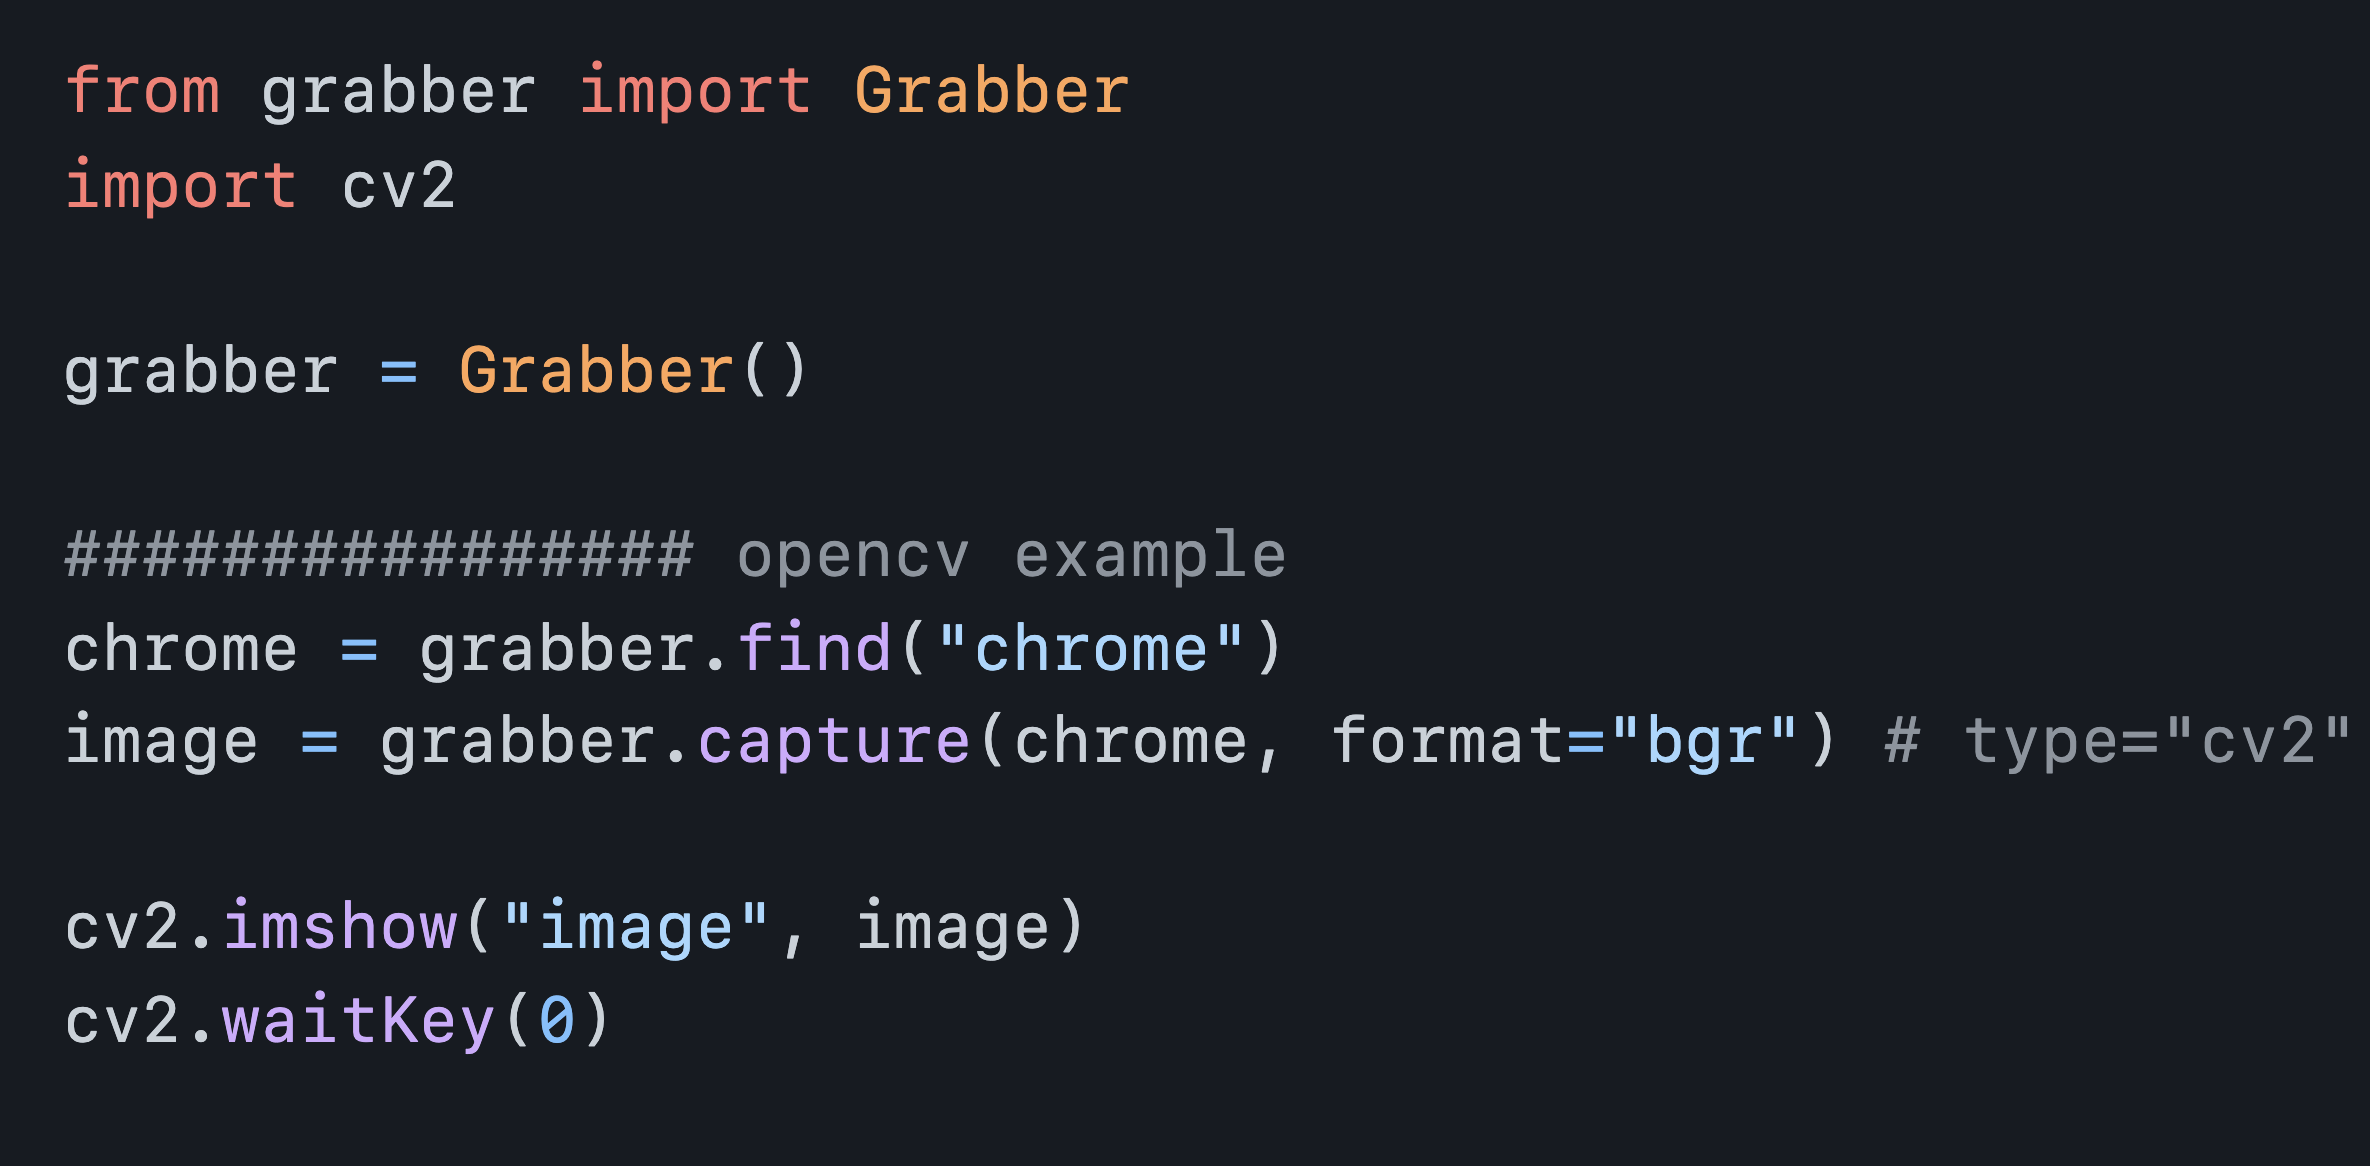 from grabber import Grabber
import cv2
grabber = Grabber()
################ opencv example
chrome = grabber.find("chrome")
image = grabber.capture(chrome, format="bgr") # type="cv2"
cv2.imshow("image", image)
cv2.waitKey(0)